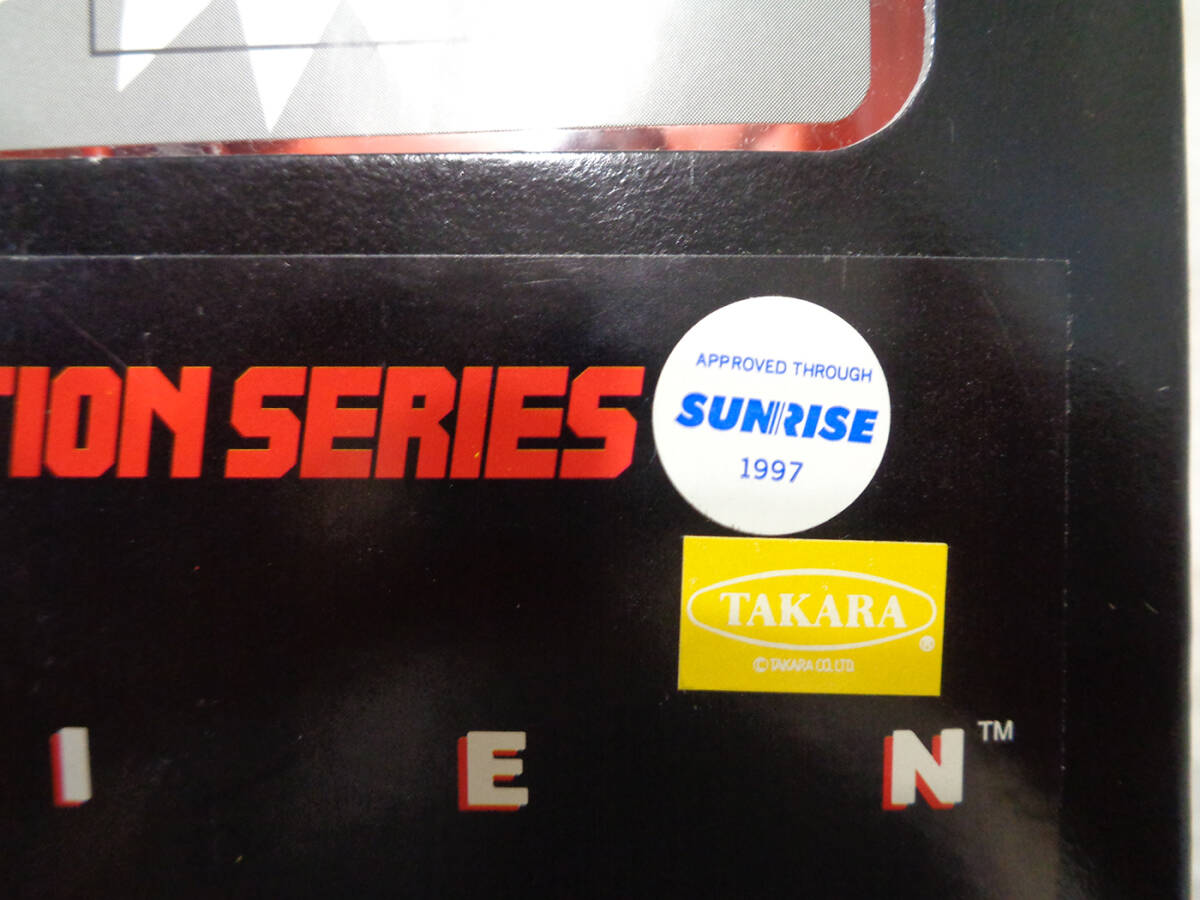 TION SERIES
APPROVED THROUGH
SUNRISE
1997
TAKARA®
© TAKARA CO. LTD.
I E N™